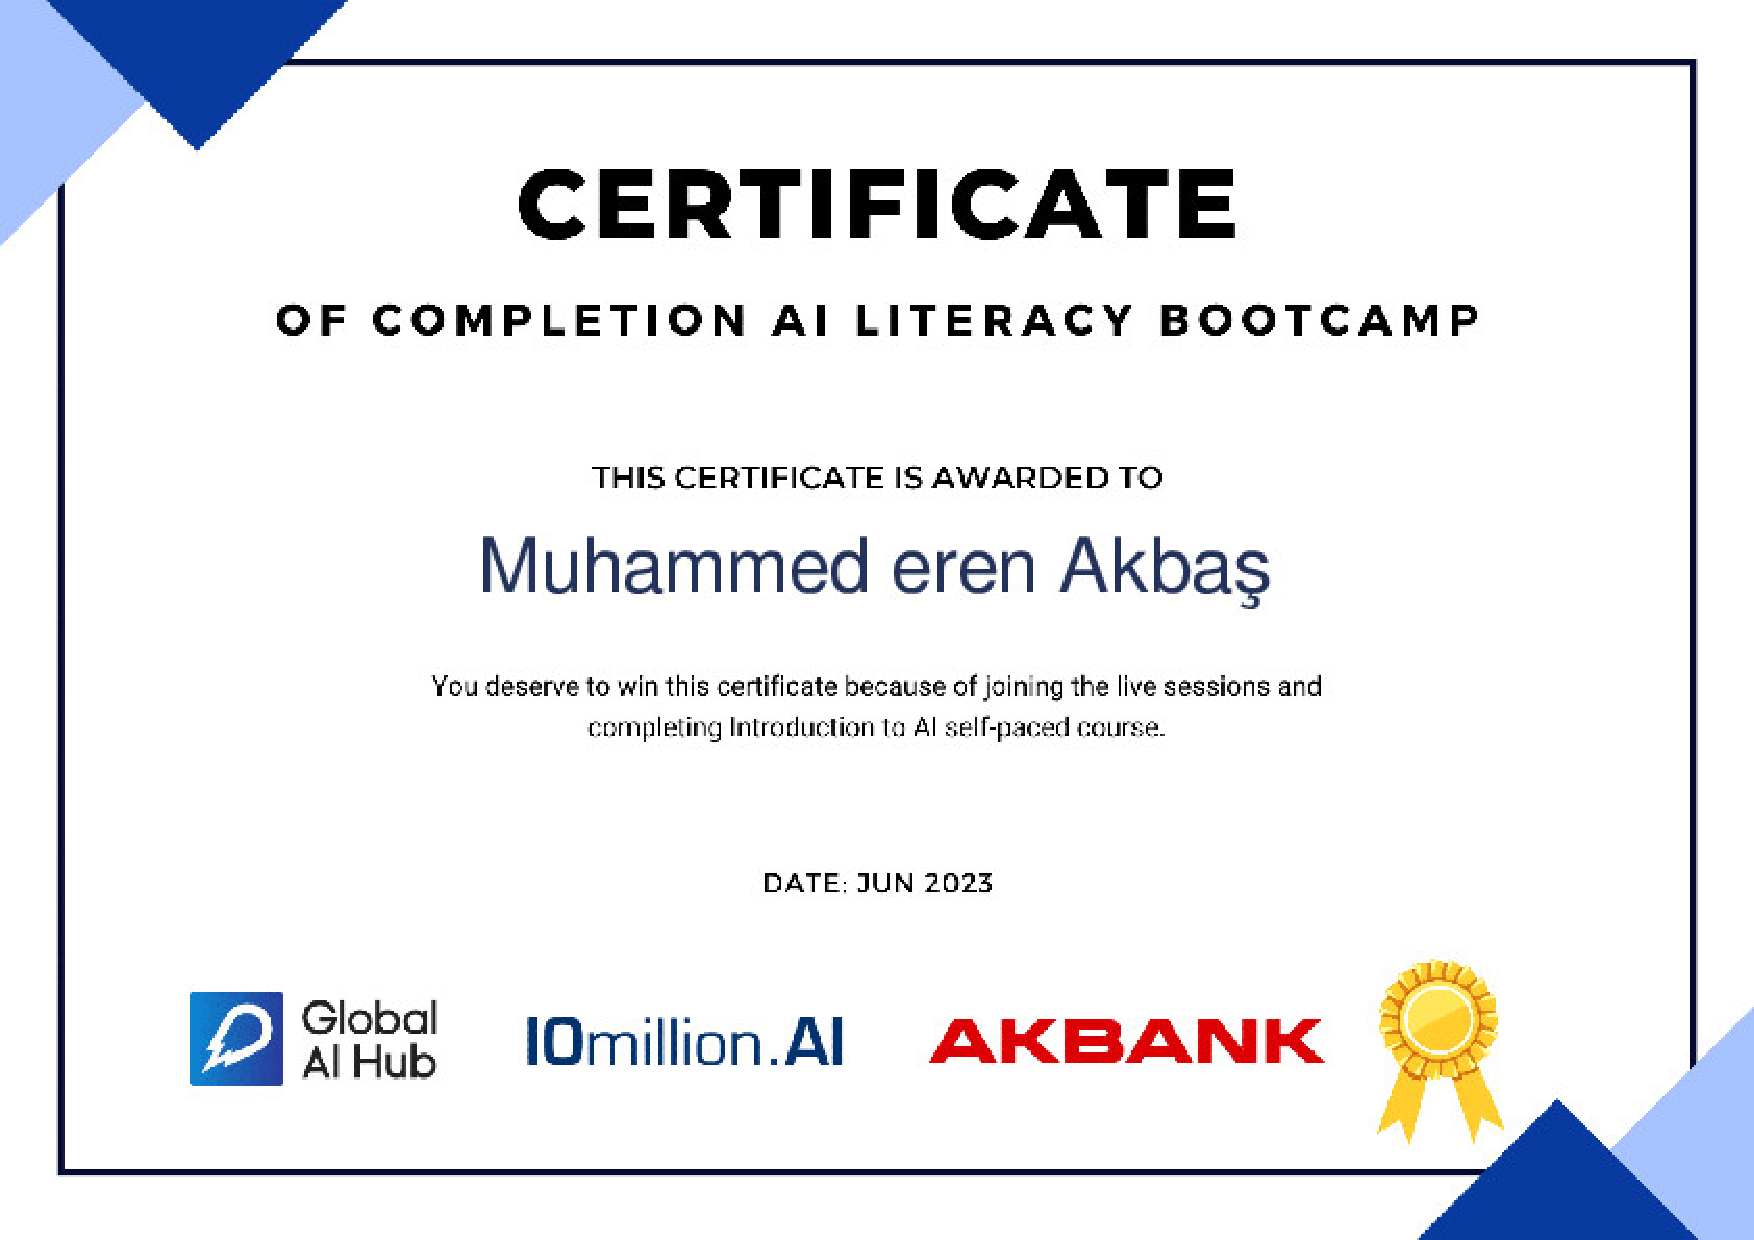 CERTIFICATE
OF COMPLETION AI LITERACY BOOTCAMP
THIS CERTIFICATE IS AWARDED TO
Muhammed eren Akbaş
You deserve to win this certificate because of joining the live sessions and
completing Introduction to AI self-paced course.
DATE: JUN 2023
Global
AI Hub
10million.AI
AKBANK